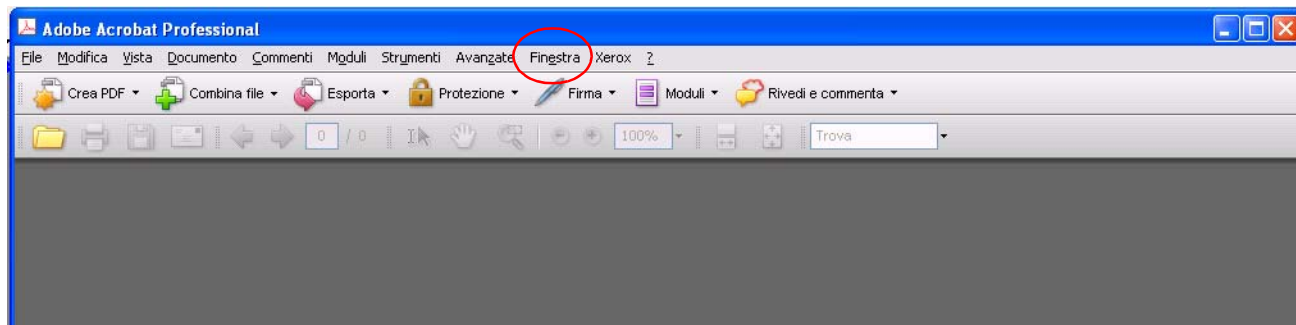 Adobe Acrobat Professional
File Modifica Vista Documento Commenti Moduli Strumenti Avanzate Finestra Xerox ?
Crea PDF Combina file Esporta Protezione Firma Moduli Rivedi e commenta
0 / 0 100% Trova